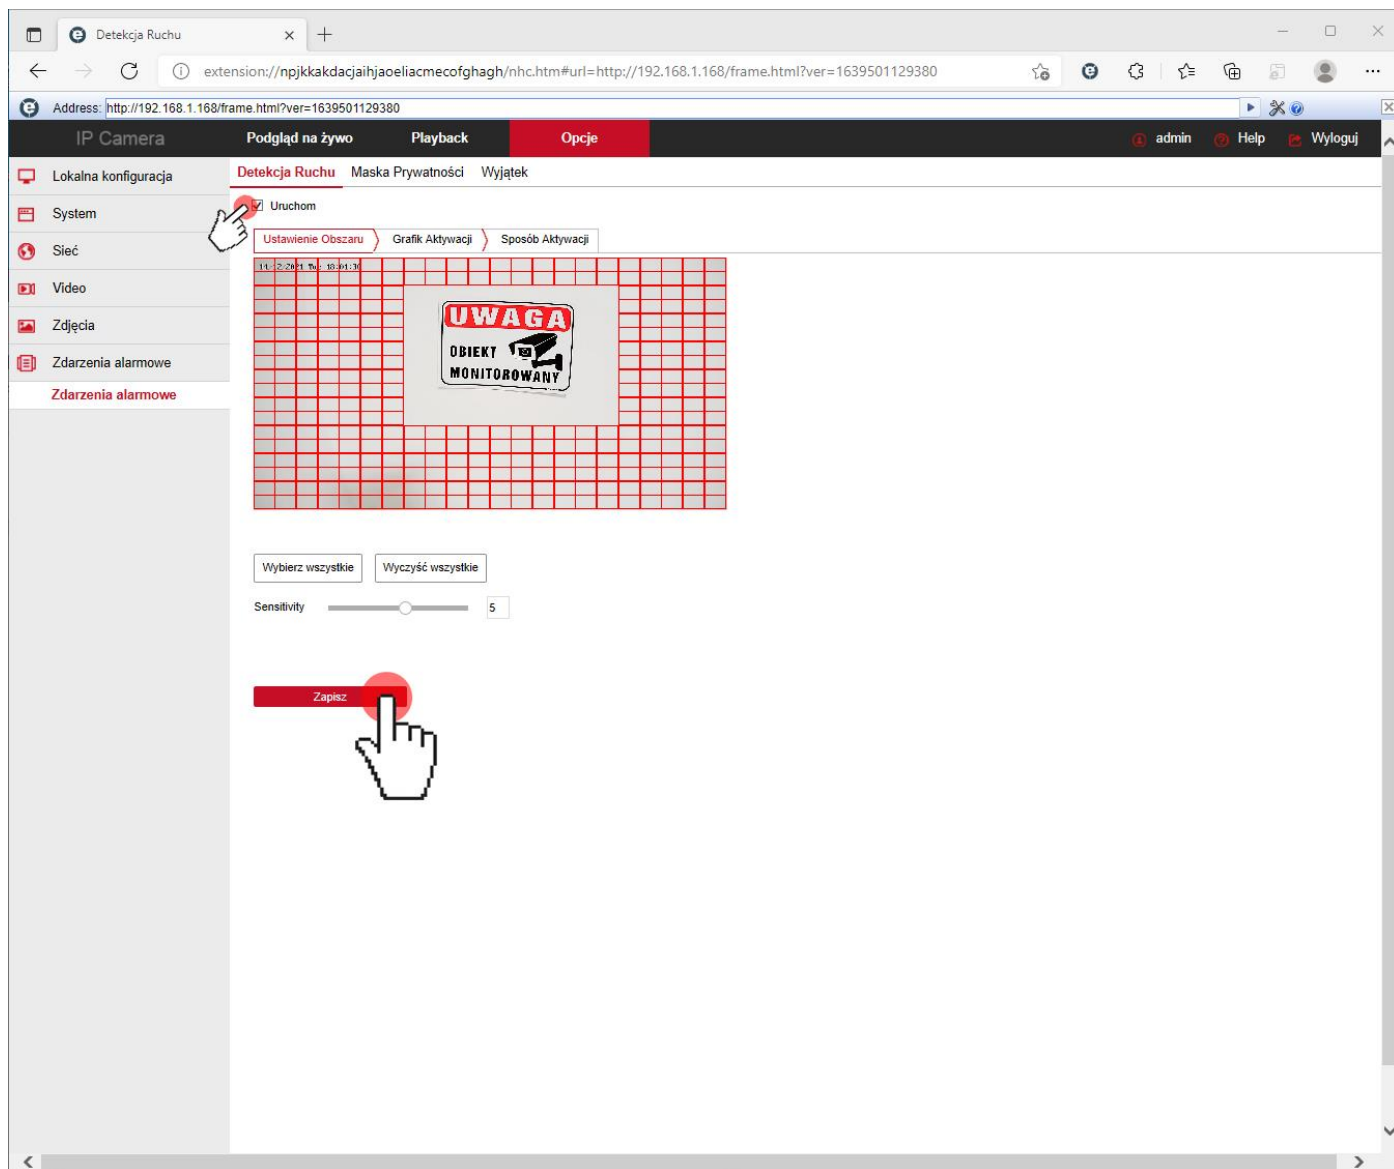 Detekcja Ruchu
extension://npjkkakdacjaihjaoeliacmecofghagh/nhc.htm#url=http://192.168.1.168/frame.html?ver=1639501129380
Address: http://192.168.1.168/frame.html?ver=1639501129380
IP Camera Podgląd na żywo Playback Opcje admin Help Wyloguj
Lokalna konfiguracja
System
Sieć
Video
Zdjęcia
Zdarzenia alarmowe
Zdarzenia alarmowe
Detekcja Ruchu Maska Prywatności Wyjątek
Uruchom
Ustawienie Obszaru Grafik Aktywacji Sposób Aktywacji
UWAGA
OBIEKT
MONITOROWANY
Wybierz wszystkie Wyczyść wszystkie
Sensitivity 5
Zapisz